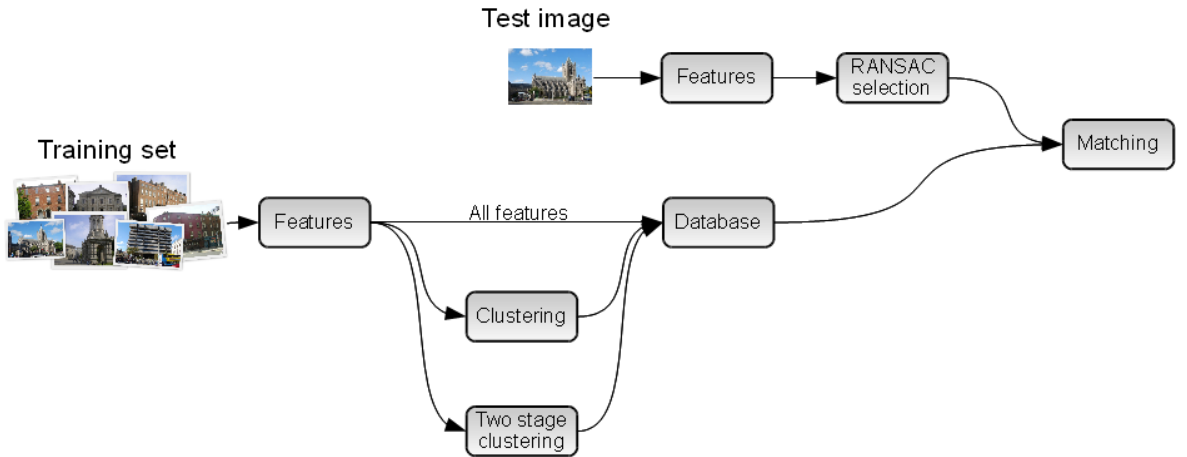 Test image
Features
RANSAC
selection
Matching
Training set
Features
All features
Database
Clustering
Two stage
clustering